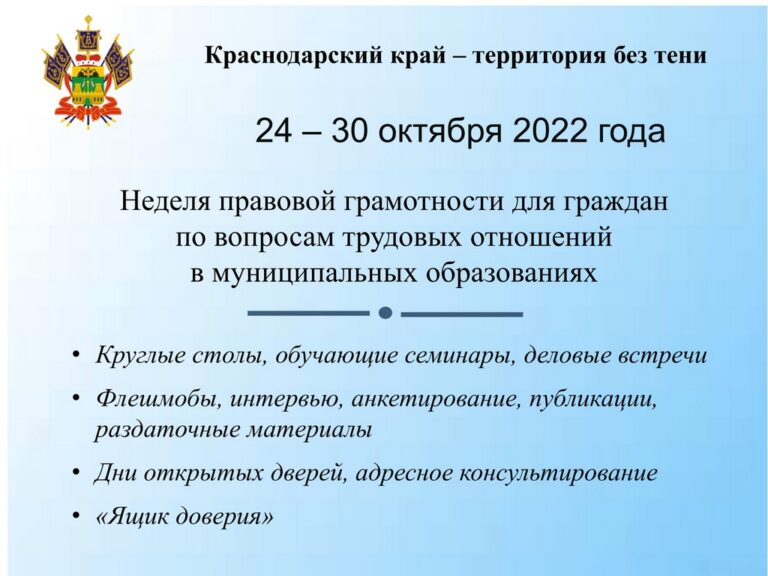 Краснодарский край – территория без тени
24 – 30 октября 2022 года
Неделя правовой грамотности для граждан
по вопросам трудовых отношений
в муниципальных образованиях
• Круглые столы, обучающие семинары, деловые встречи
• Флешмобы, интервью, анкетирование, публикации,
раздаточные материалы
• Дни открытых дверей, адресное консультирование
• «Ящик доверия»